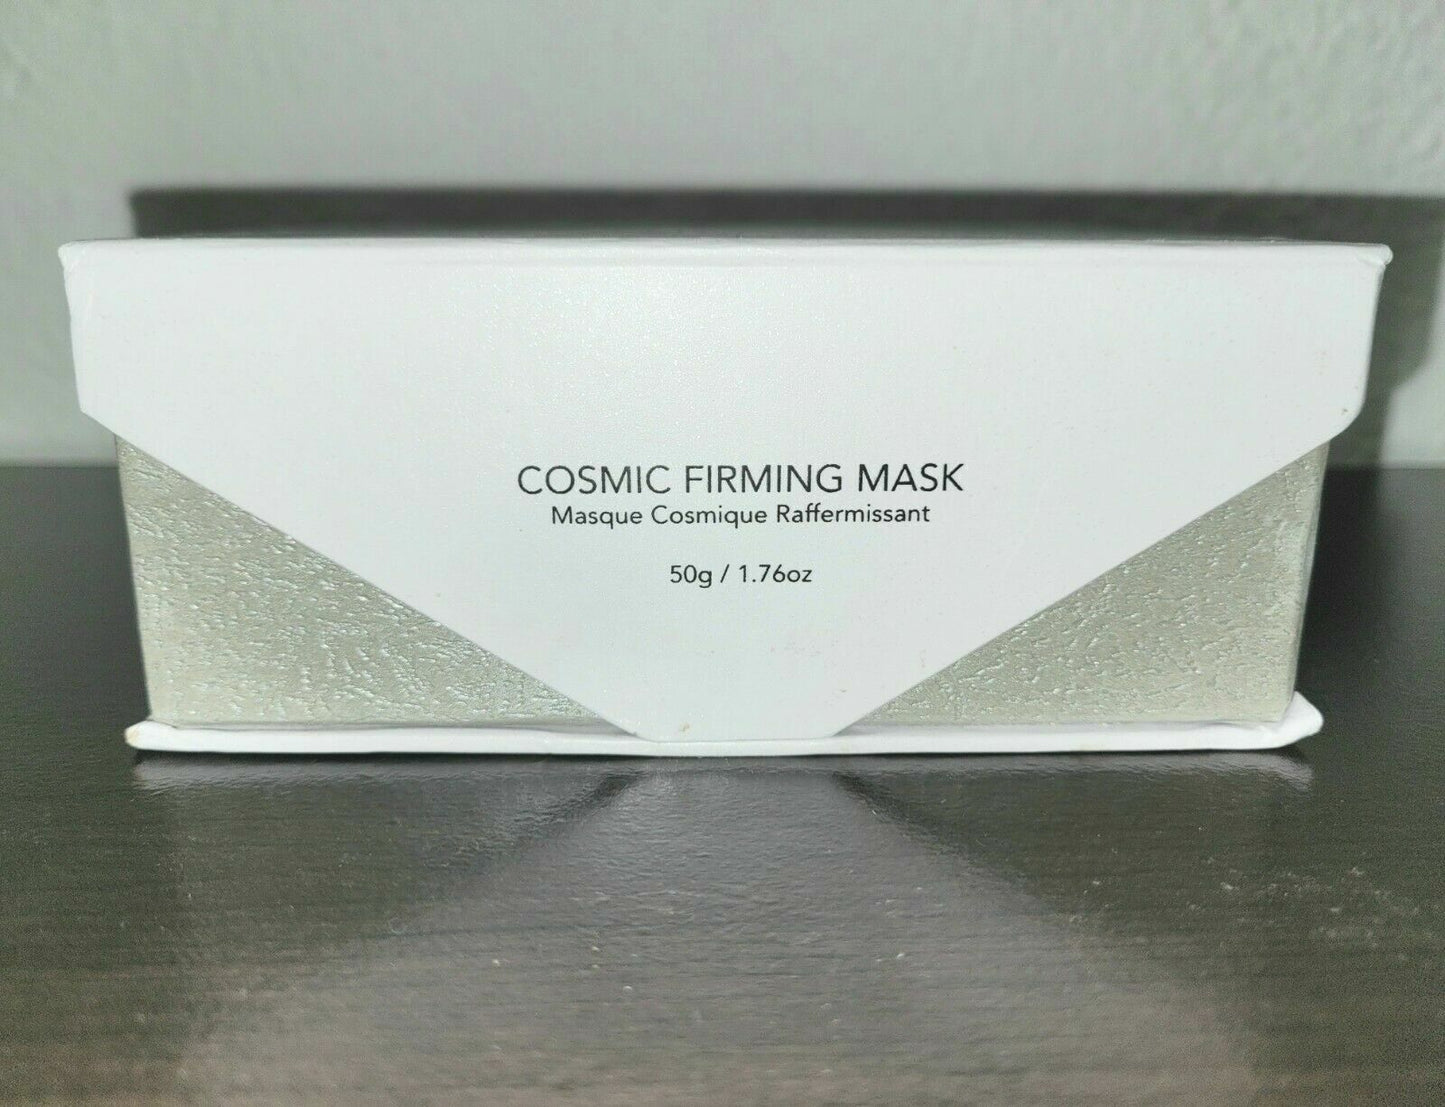 COSMIC FIRMING MASK
Masque Cosmique Raffermissant
50g / 1.76oz